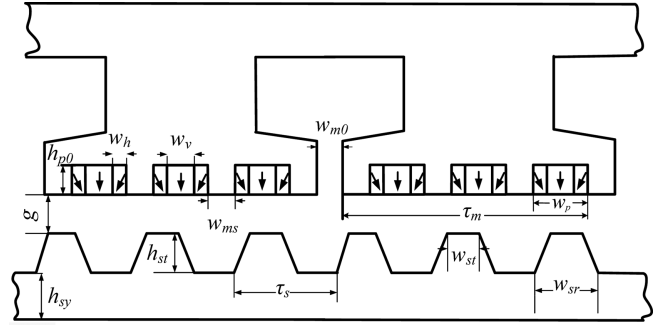 w_h
w_v
w_m0
h_p0
w_p
τ_m
w_ms
g
h_st
w_st
h_sy
τ_s
w_sr